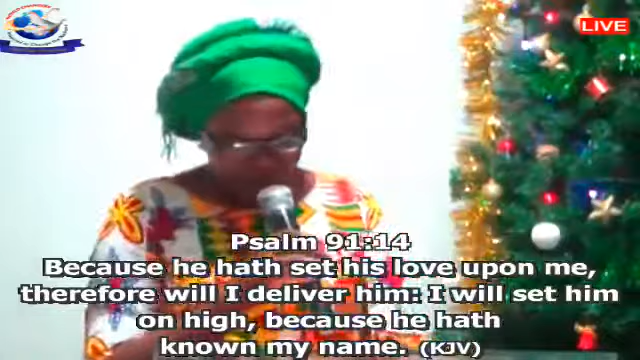 LIVE
Psalm 91:14
Because he hath set his love upon me,
therefore will I deliver him: I will set him
on high, because he hath
known my name. (KJV)